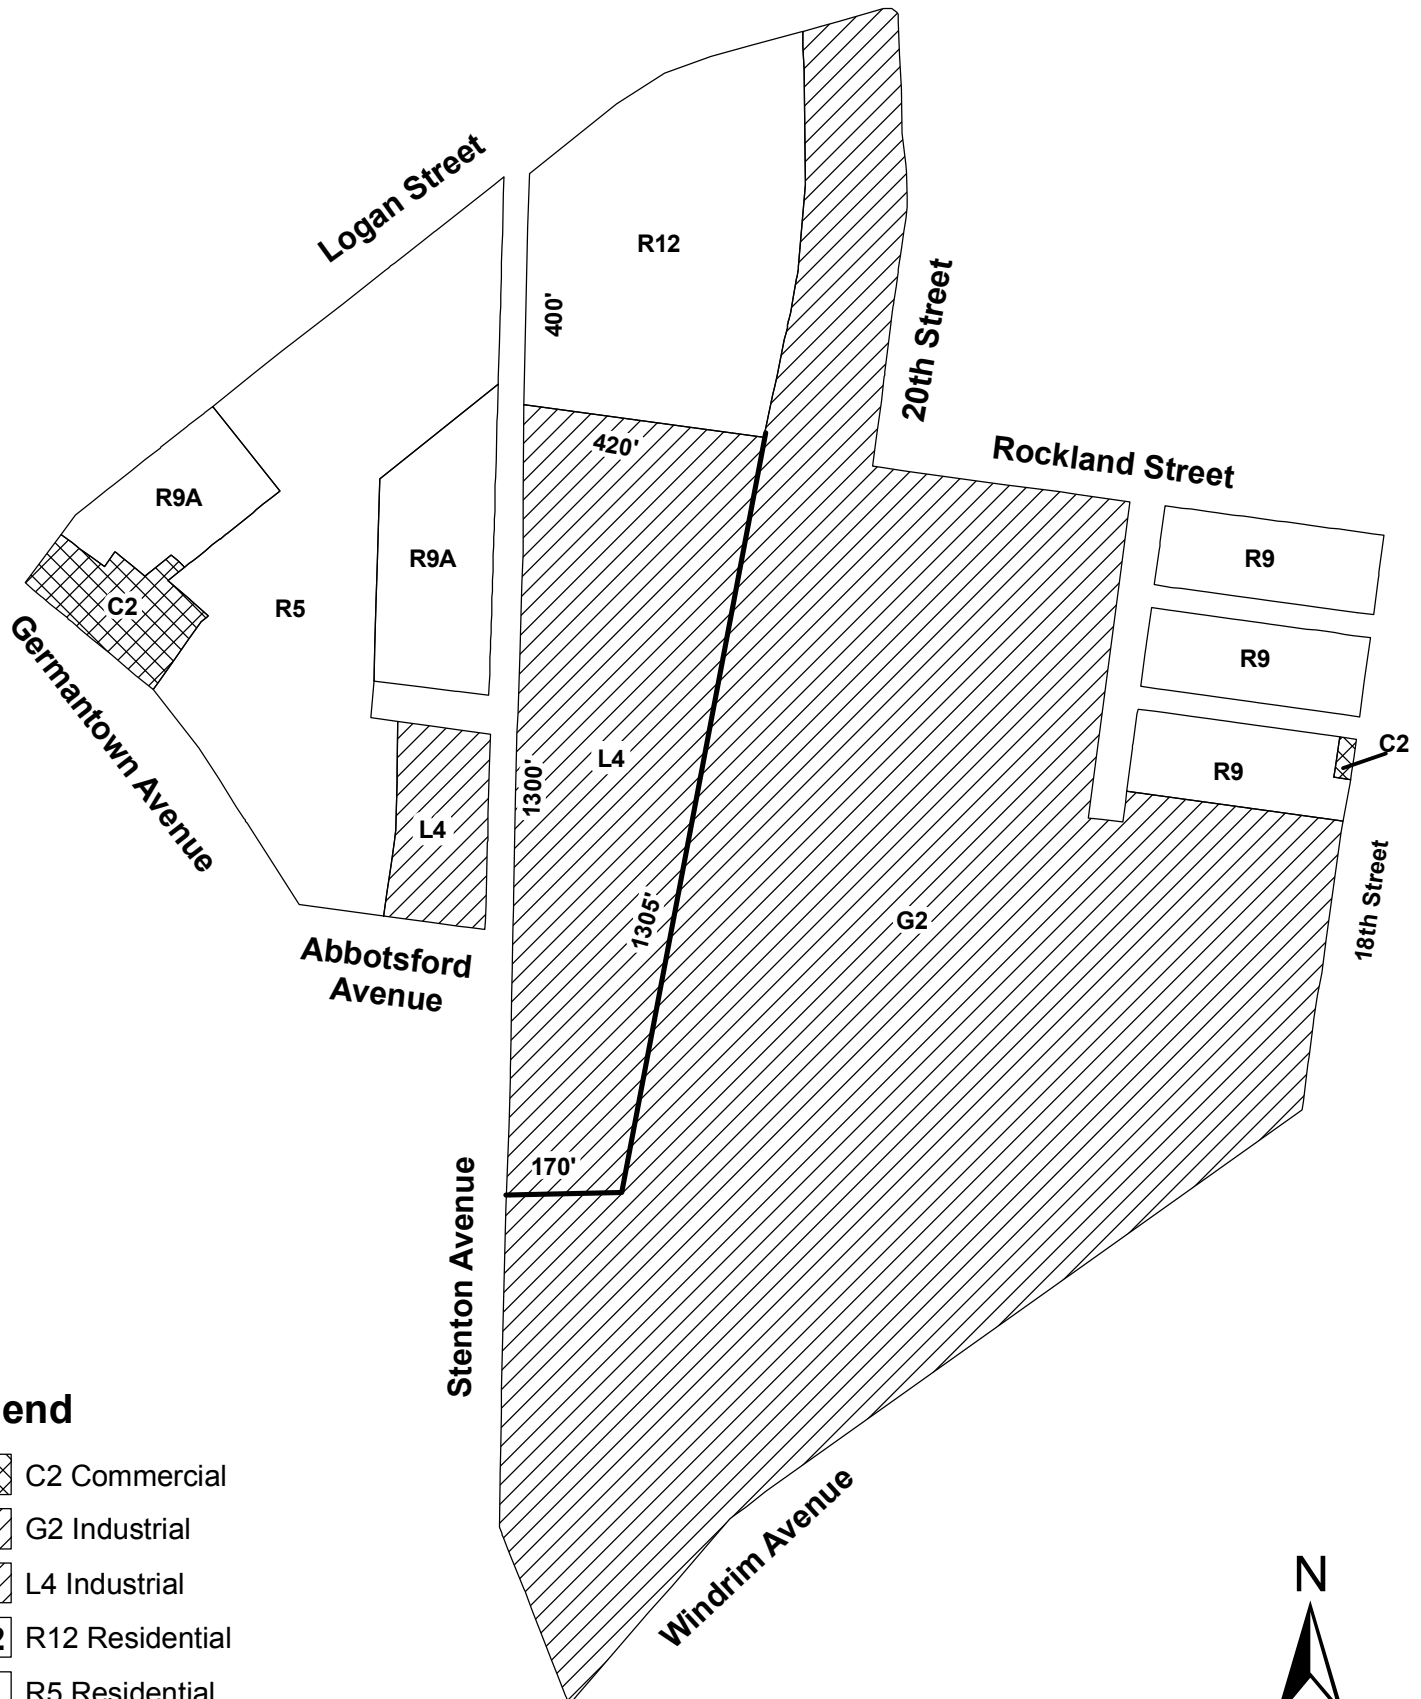 Logan Street
R12
400'
20th Street
420'
Rockland Street
R9A
R9A
R9
C2
R5
R9
Germantown Avenue
C2
L4
1300'
R9
L4
18th Street
1305'
G2
Abbotsford
Avenue
170'
Stenton Avenue
end
C2 Commercial
G2 Industrial
L4 Industrial
2
R12 Residential
R5 Residential
Windrim Avenue
N